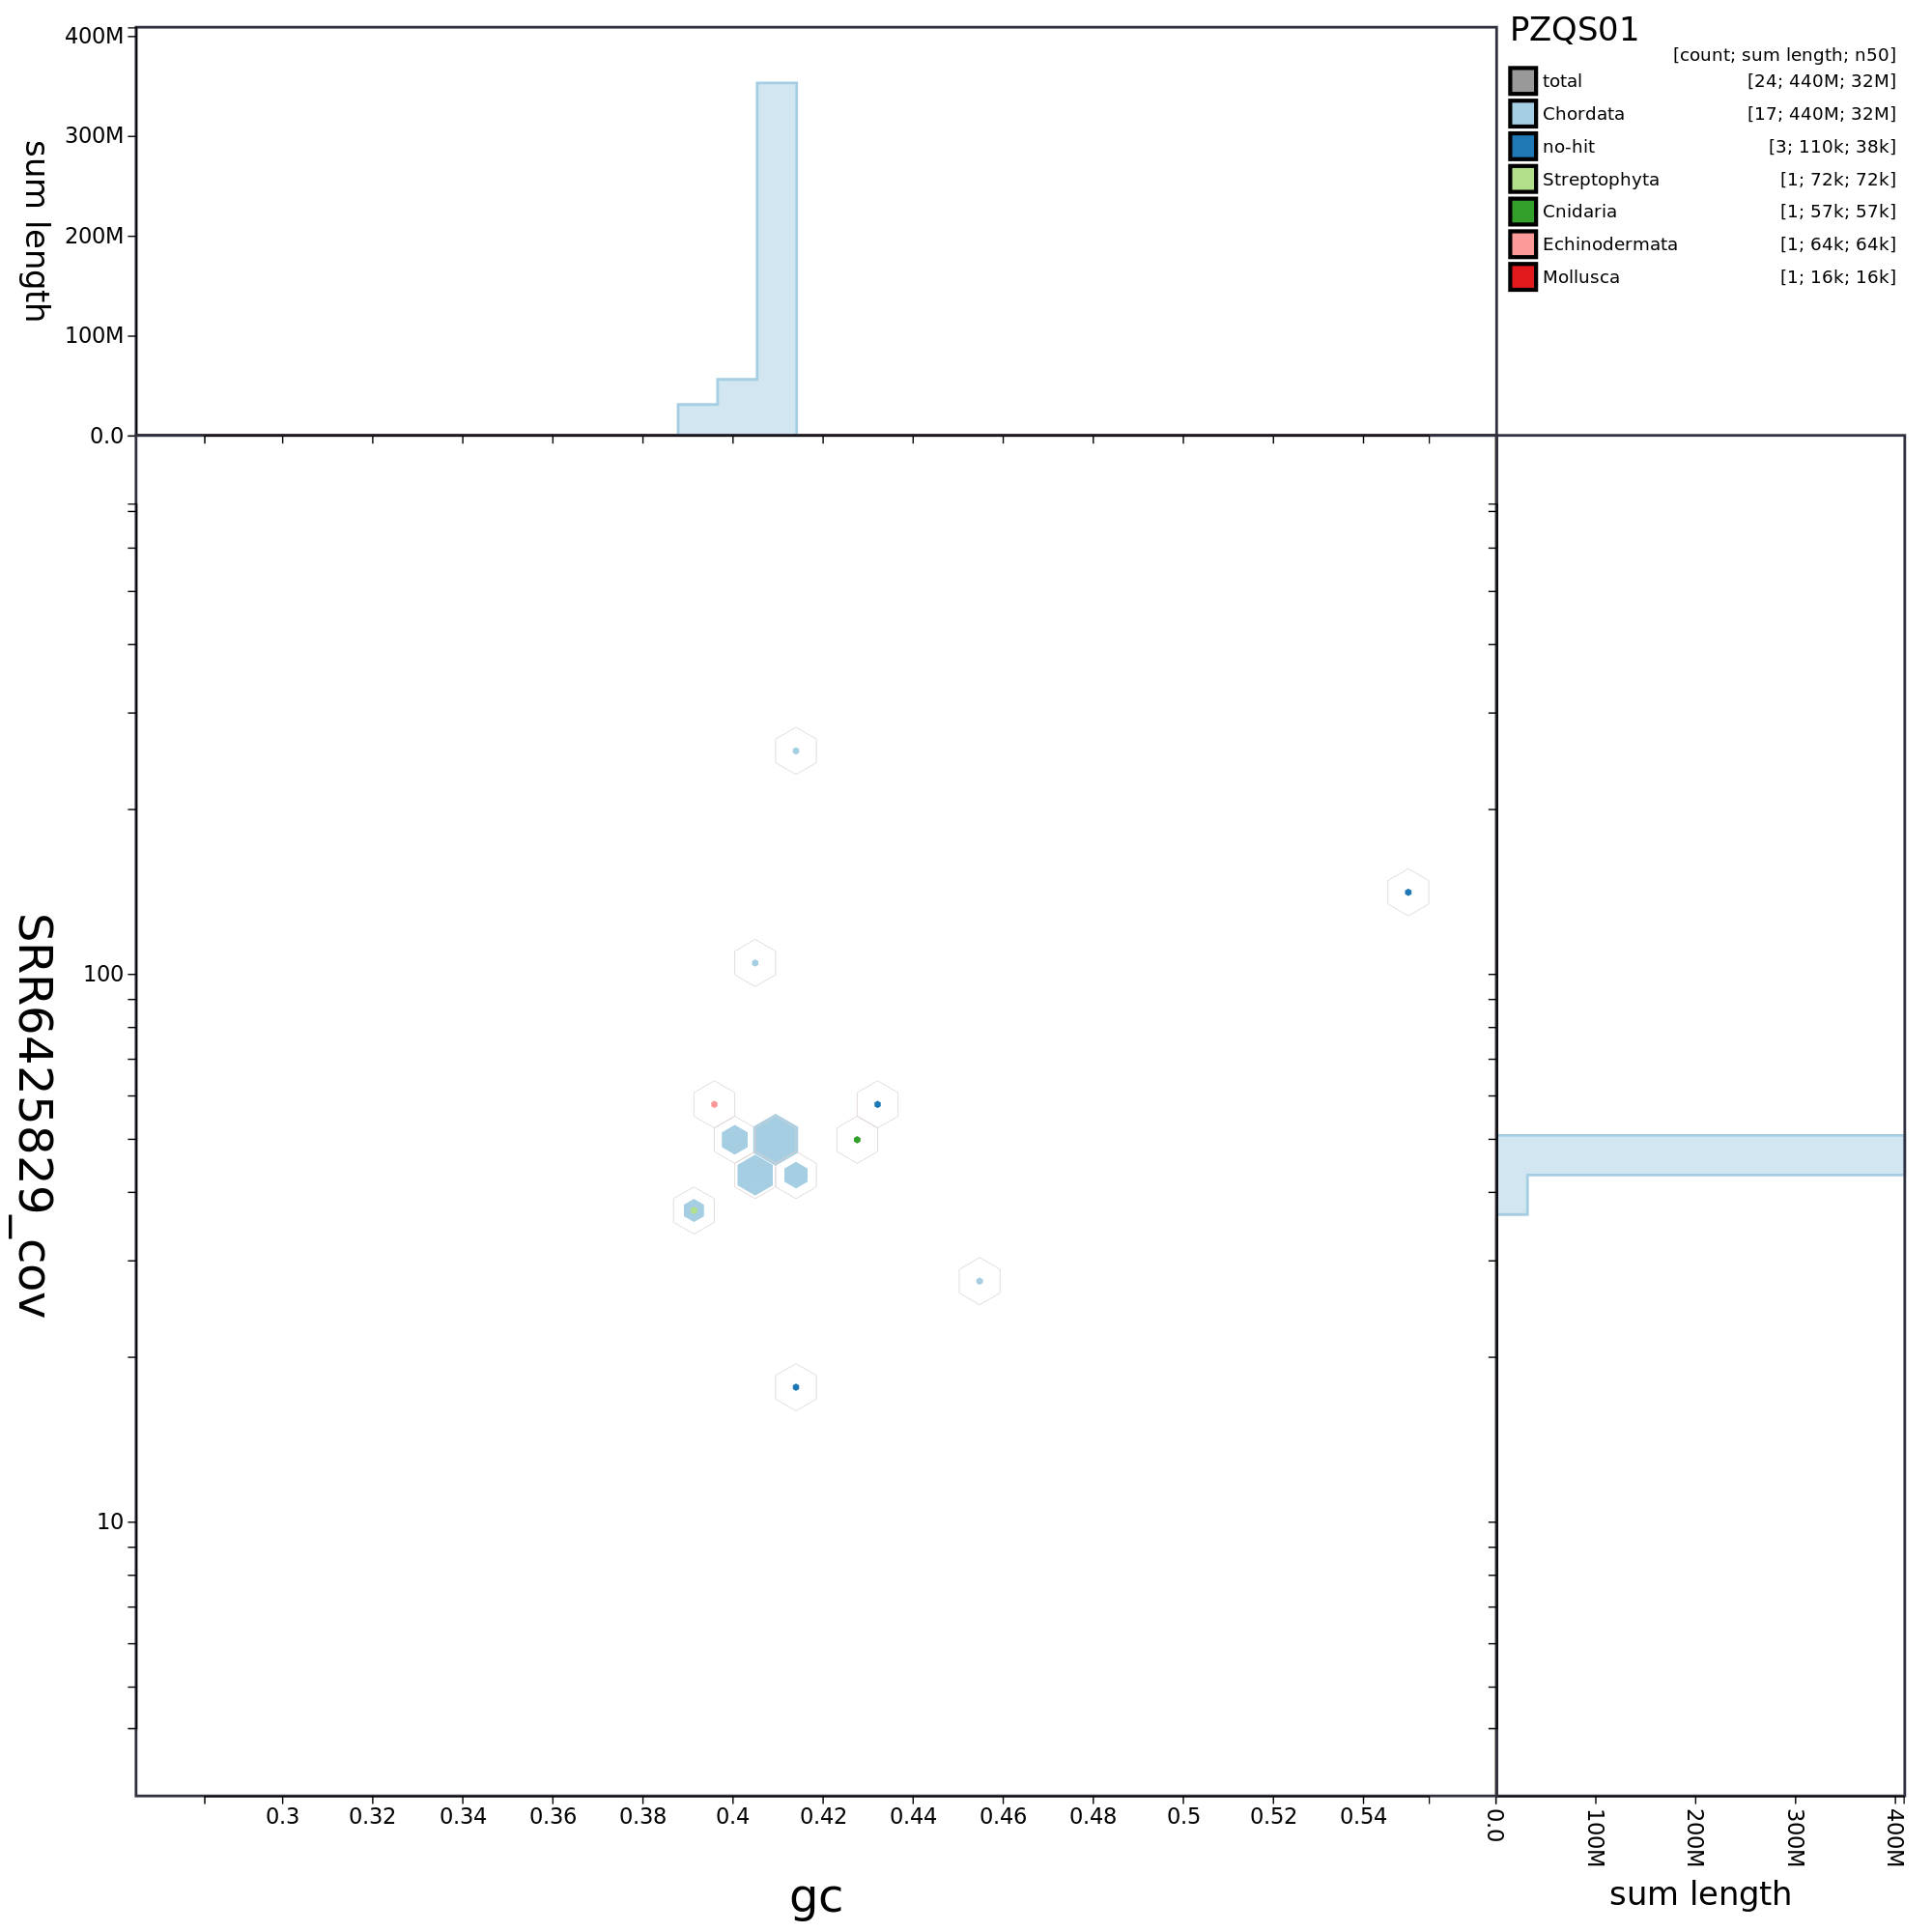 PZQS01
[count; sum length; n50]
total [24; 440M; 32M]
Chordata [17; 440M; 32M]
no-hit [3; 110k; 38k]
Streptophyta [1; 72k; 72k]
Cnidaria [1; 57k; 57k]
Echinodermata [1; 64k; 64k]
Mollusca [1; 16k; 16k]
400M
300M
200M
100M
0.0
sum length
100
10
SRR6425829_cov
0.3 0.32 0.34 0.36 0.38 0.4 0.42 0.44 0.46 0.48 0.5 0.52 0.54
gc
0.0 100M 200M 300M 400M
sum length